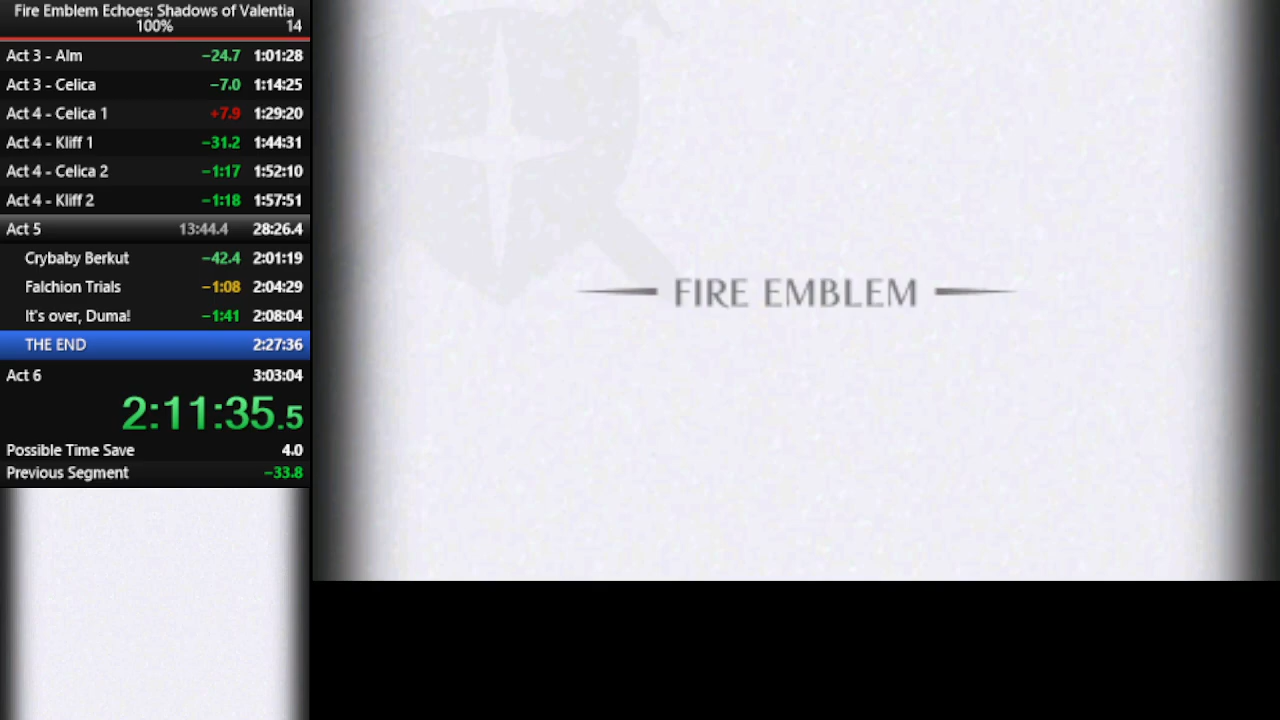 Fire Emblem Echoes: Shadows of Valentia
100% 14
Act 3 - Alm −24.7 1:01:28
Act 3 - Celica −7.0 1:14:25
Act 4 - Celica 1 +7.9 1:29:20
Act 4 - Kliff 1 −31.2 1:44:31
Act 4 - Celica 2 −1:17 1:52:10
Act 4 - Kliff 2 −1:18 1:57:51
Act 5 13:44.4 28:26.4
Crybaby Berkut −42.4 2:01:19
Falchion Trials −1:08 2:04:29
It's over, Duma! −1:41 2:08:04
THE END 2:27:36
Act 6 3:03:04
2:11:35.5
Possible Time Save 4.0
Previous Segment −33.8
FIRE EMBLEM